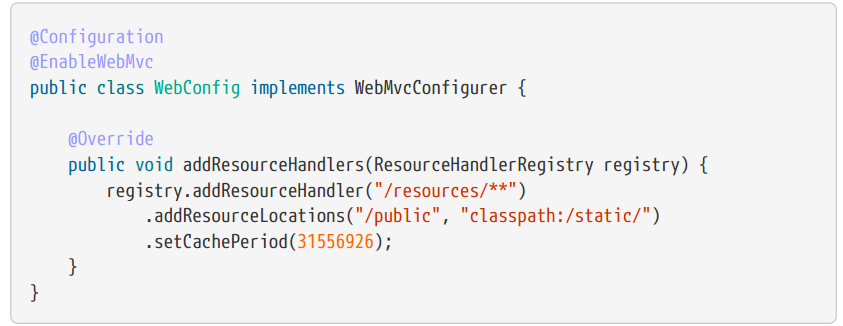 @Configuration
@EnableWebMvc
public class WebConfig implements WebMvcConfigurer {
@Override
public void addResourceHandlers(ResourceHandlerRegistry registry) {
registry.addResourceHandler("/resources/**")
.addResourceLocations("/public", "classpath:/static/")
.setCachePeriod(31556926);
}
}